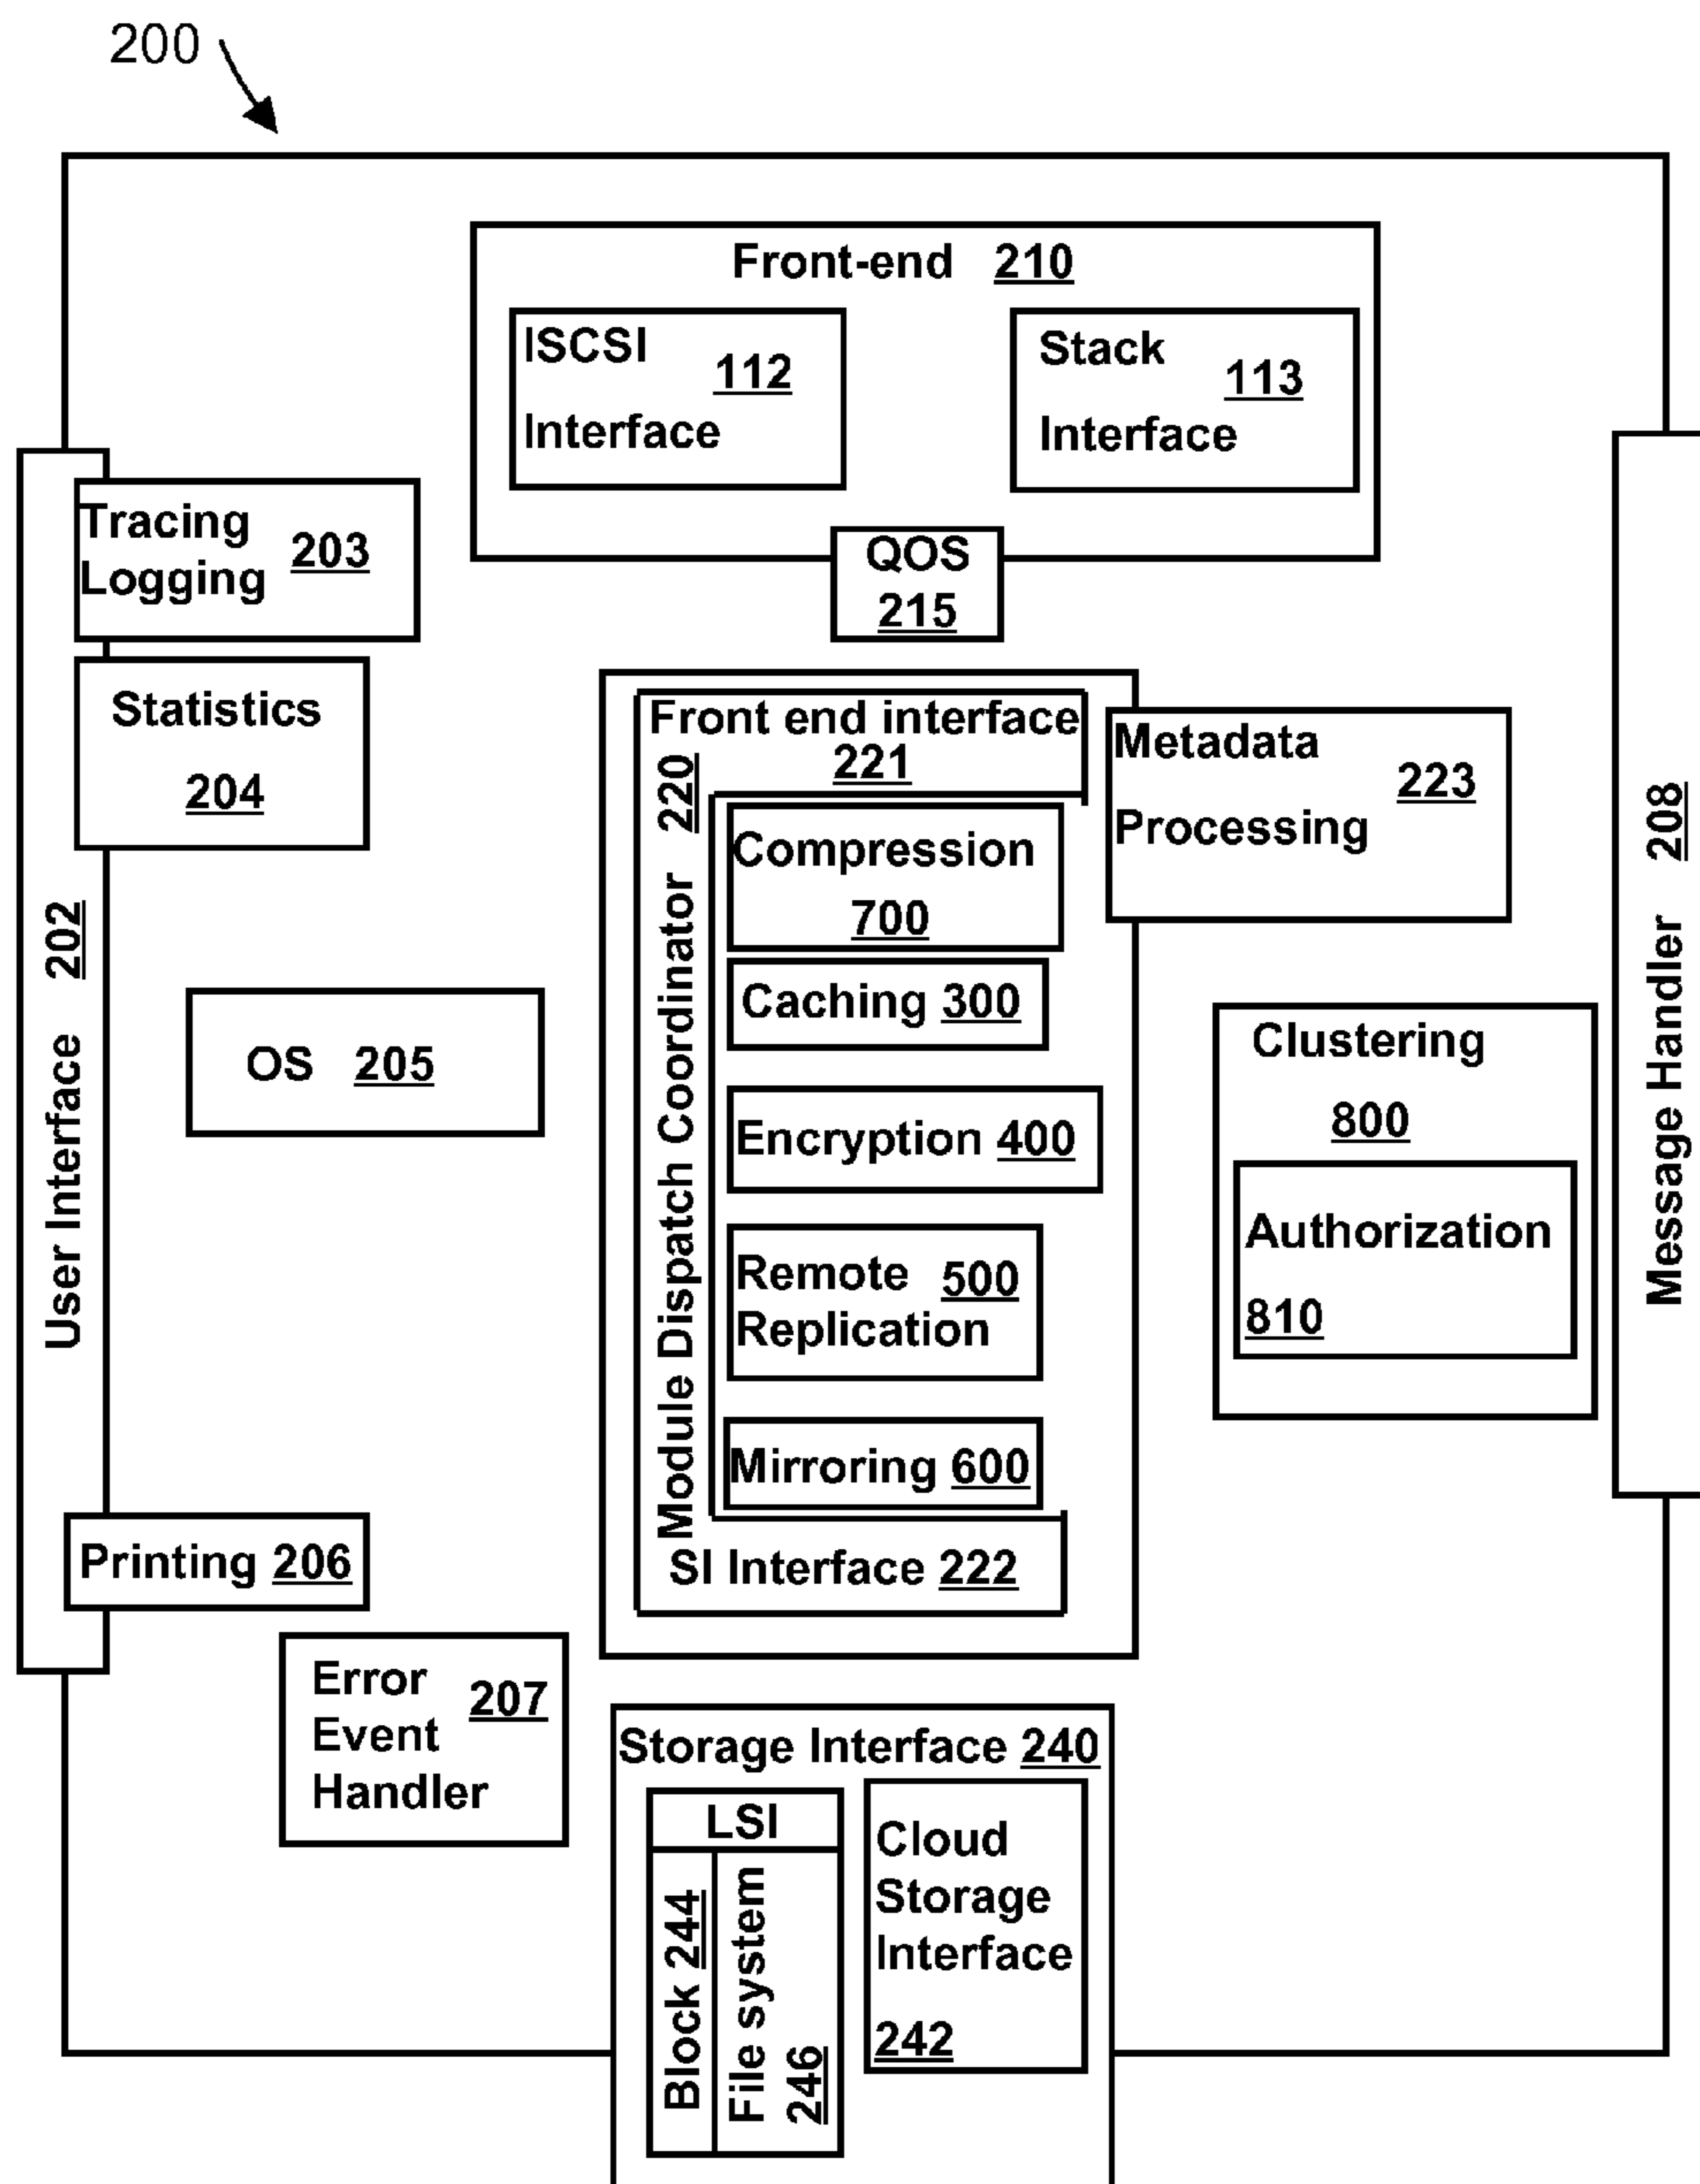 200
Front-end 210
ISCSI 112
Interface
Stack 113
Interface
QOS
215
Tracing 203
Logging
Statistics
204
User Interface 202
OS 205
Printing 206
Error 207
Event
Handler
Front end interface
221
Module Dispatch Coordinator 220
Compression
700
Caching 300
Encryption 400
Remote 500
Replication
Mirroring 600
SI Interface 222
Metadata 223
Processing
Clustering
800
Authorization
810
Message Handler 208
Storage Interface 240
LSI
Block 244
File system
246
Cloud
Storage
Interface
242